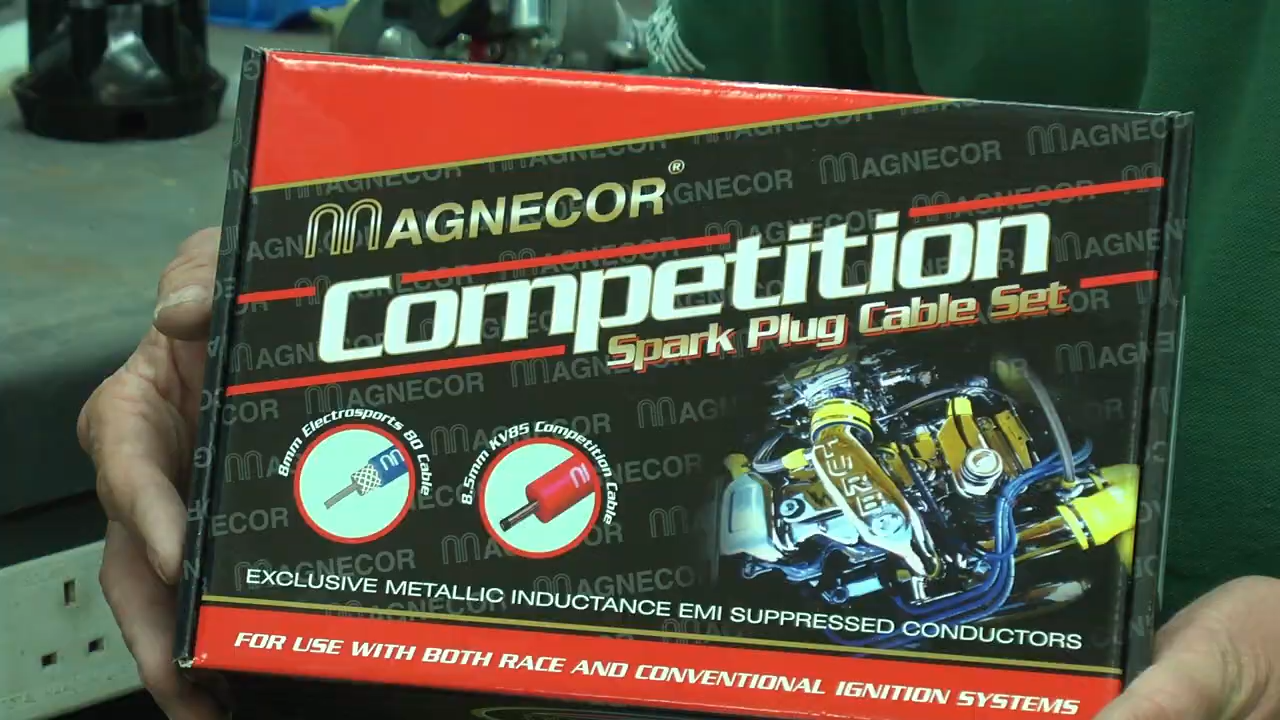 MAGNECOR®
Competition
Spark Plug Cable Set
8mm Electrosports 80 Cable
8.5mm KV85 Competition Cable
EXCLUSIVE METALLIC INDUCTANCE EMI SUPPRESSED CONDUCTORS
FOR USE WITH BOTH RACE AND CONVENTIONAL IGNITION SYSTEMS